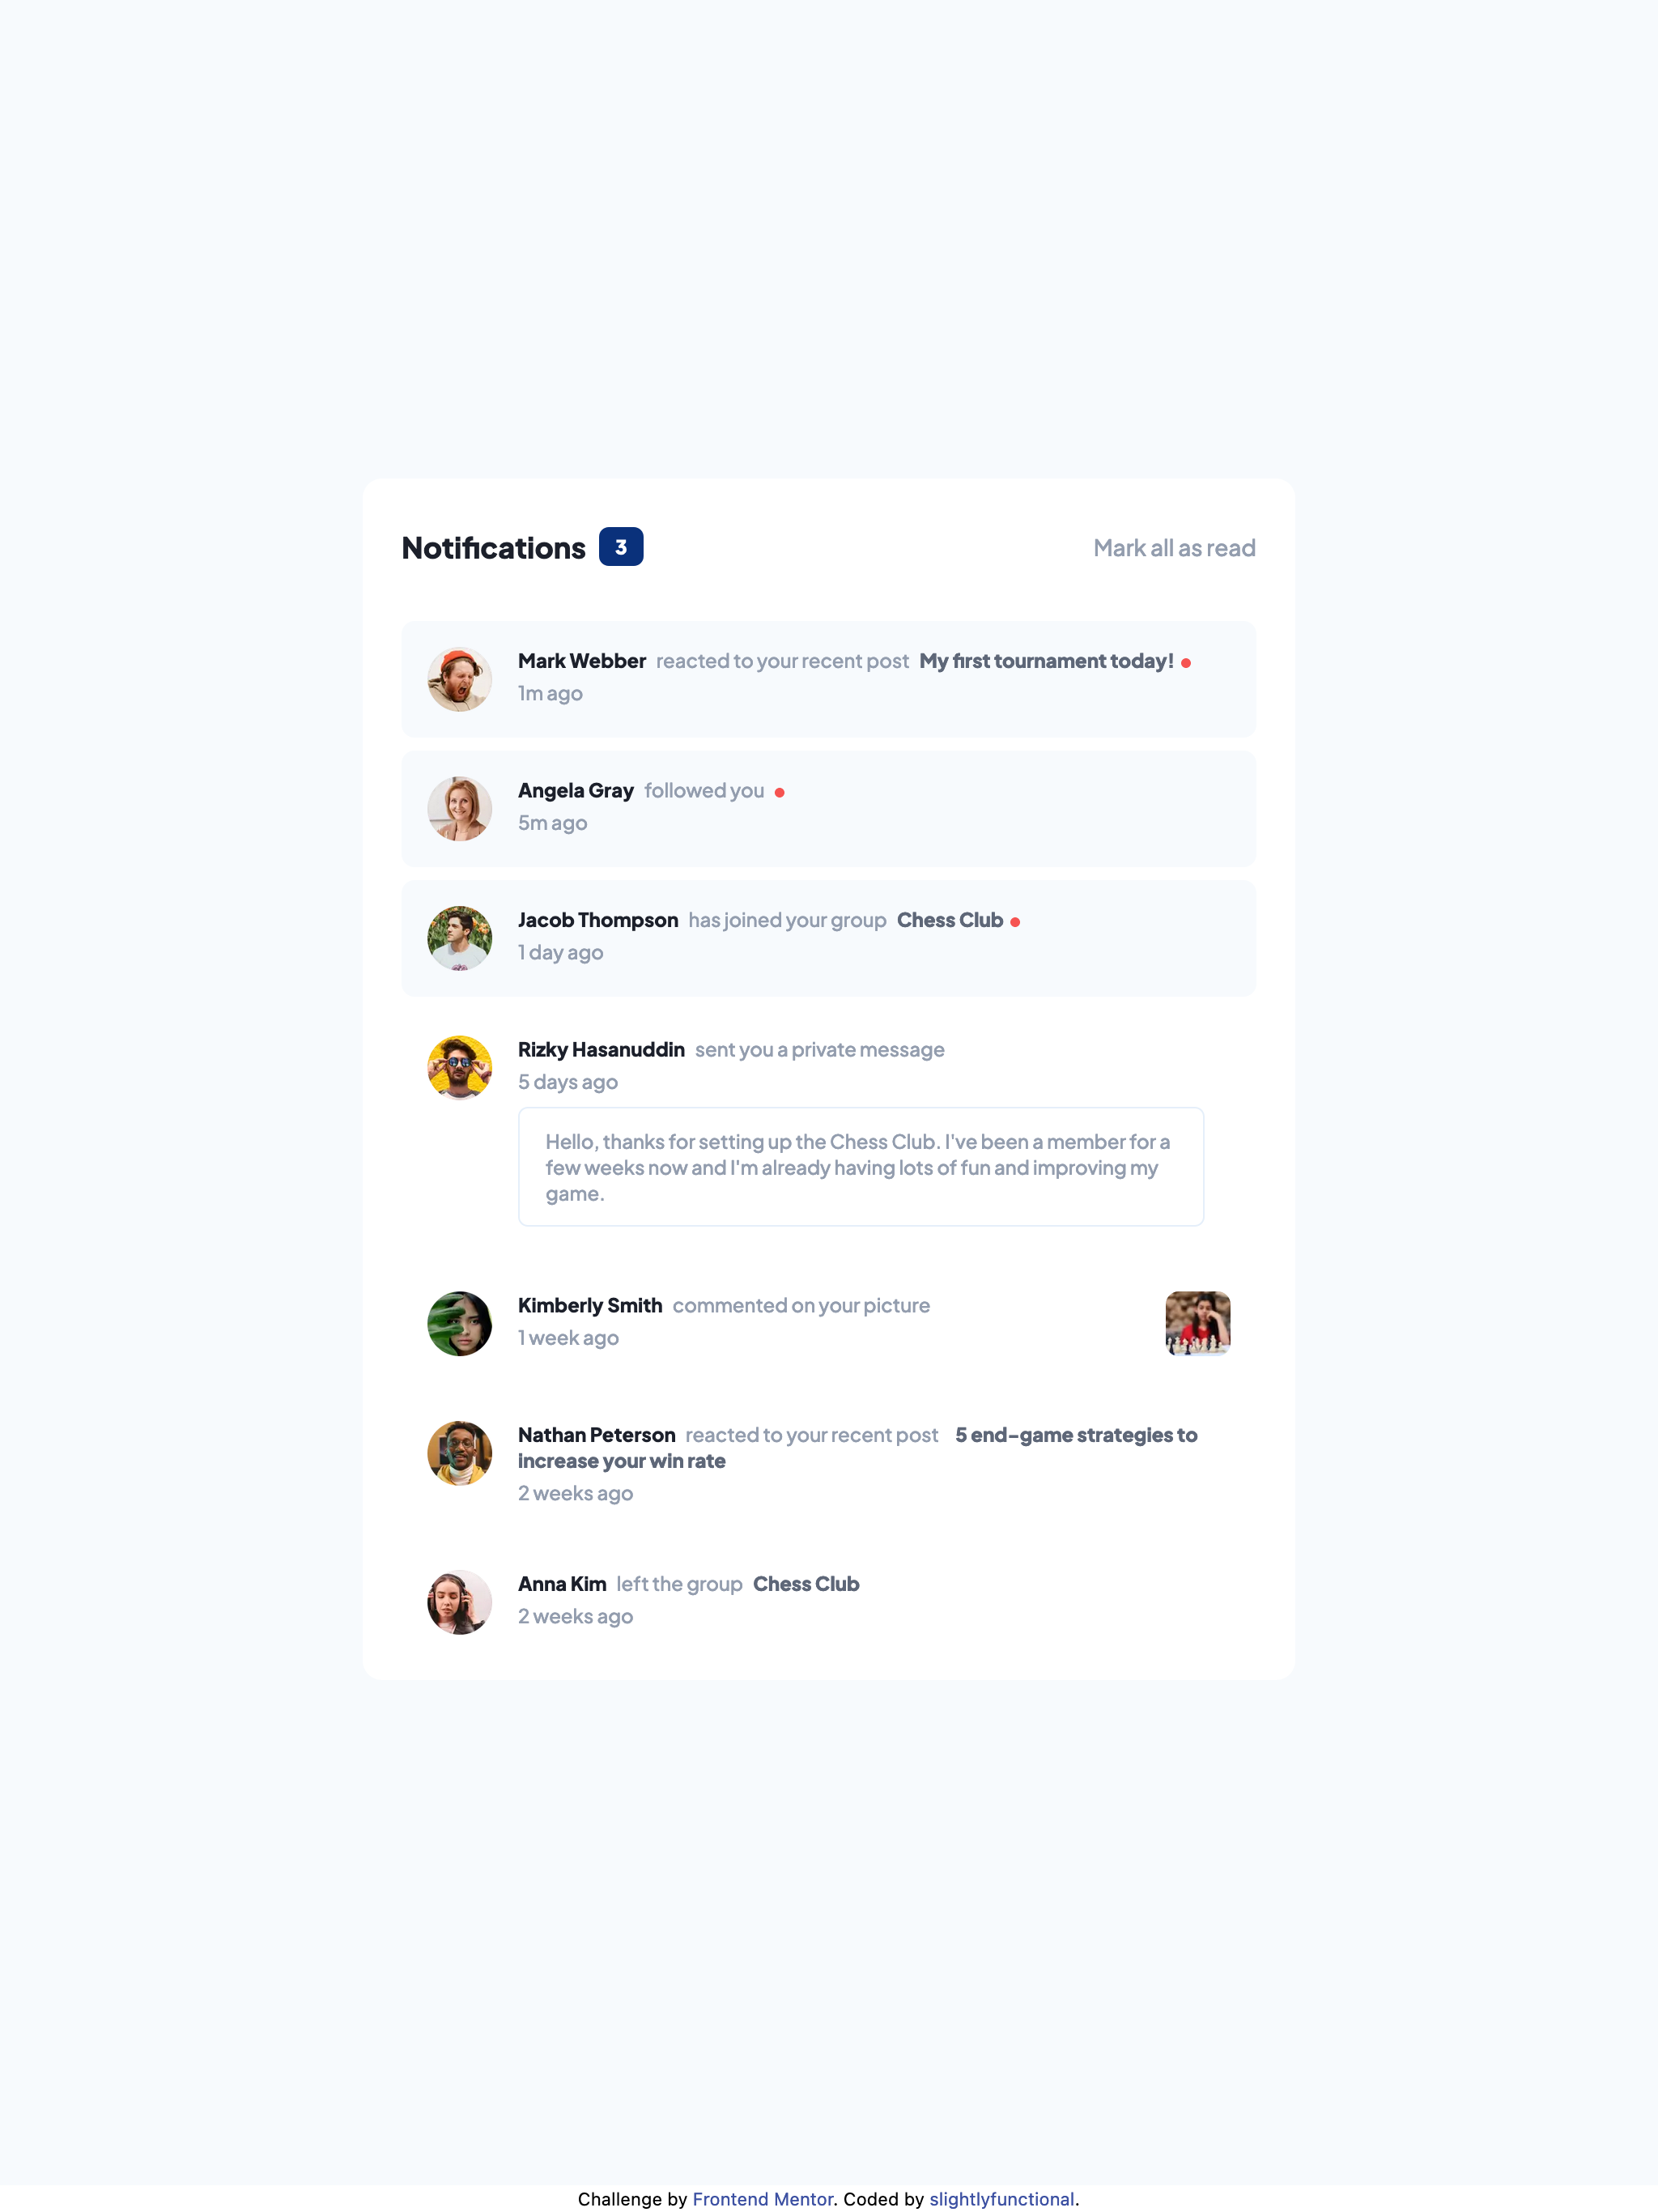 Notifications 3 Mark all as read
Mark Webber reacted to your recent post My first tournament today!
1m ago
Angela Gray followed you
5m ago
Jacob Thompson has joined your group Chess Club
1 day ago
Rizky Hasanuddin sent you a private message
5 days ago
Hello, thanks for setting up the Chess Club. I've been a member for a
few weeks now and I'm already having lots of fun and improving my
game.
Kimberly Smith commented on your picture
1 week ago
Nathan Peterson reacted to your recent post 5 end-game strategies to
increase your win rate
2 weeks ago
Anna Kim left the group Chess Club
2 weeks ago
Challenge by Frontend Mentor. Coded by slightlyfunctional.